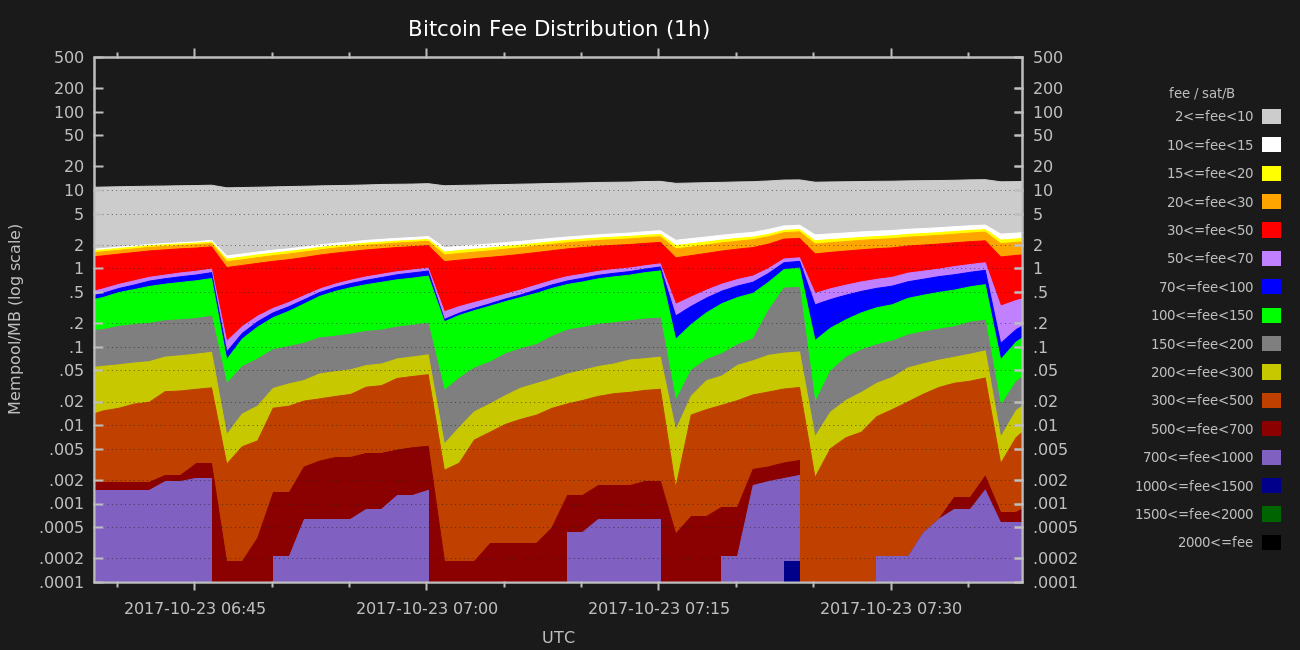 Bitcoin Fee Distribution (1h)
Mempool/MB (log scale)
500
200
100
50
20
10
5
2
1
.5
.2
.1
.05
.02
.01
.005
.002
.001
.0005
.0002
.0001
500
200
100
50
20
10
5
2
1
.5
.2
.1
.05
.02
.01
.005
.002
.001
.0005
.0002
.0001
2017-10-23 06:45
2017-10-23 07:00
2017-10-23 07:15
2017-10-23 07:30
UTC
fee / sat/B
2<=fee<10
10<=fee<15
15<=fee<20
20<=fee<30
30<=fee<50
50<=fee<70
70<=fee<100
100<=fee<150
150<=fee<200
200<=fee<300
300<=fee<500
500<=fee<700
700<=fee<1000
1000<=fee<1500
1500<=fee<2000
2000<=fee